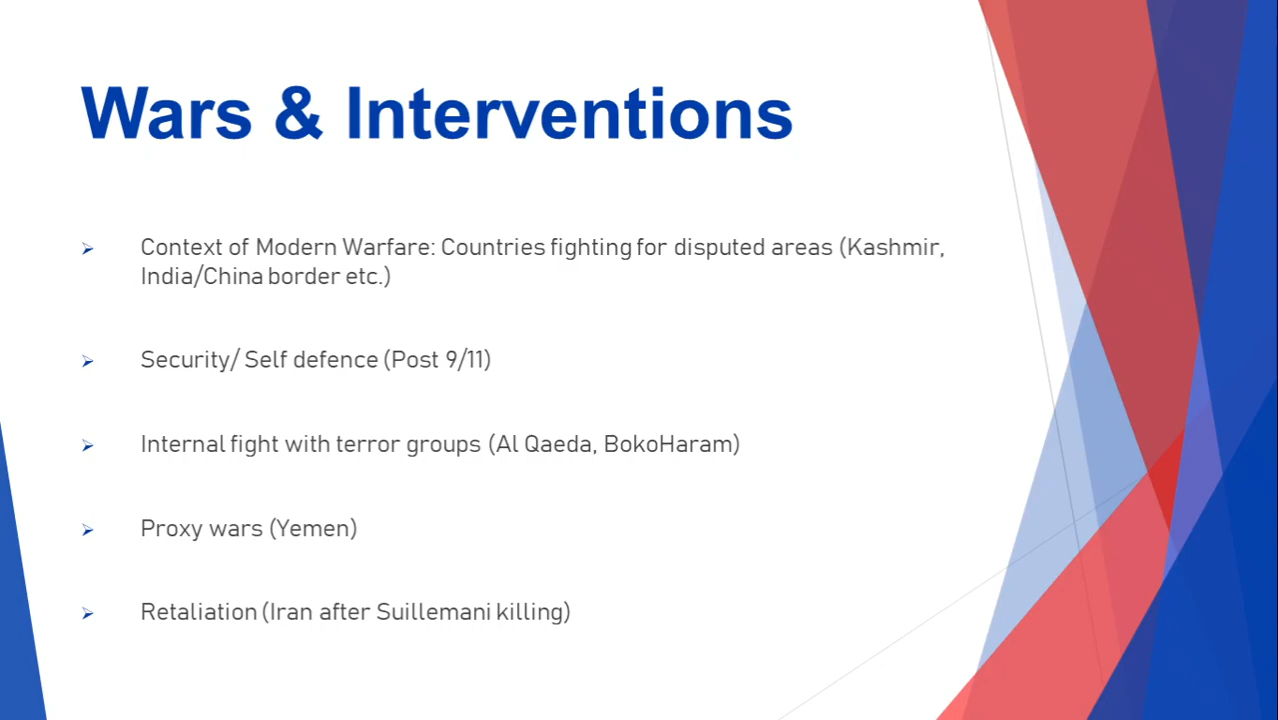 Wars & Interventions
Context of Modern Warfare: Countries fighting for disputed areas (Kashmir,
India/China border etc.)
Security/ Self defence (Post 9/11)
Internal fight with terror groups (Al Qaeda, BokoHaram)
Proxy wars (Yemen)
Retaliation (Iran after Suillemani killing)